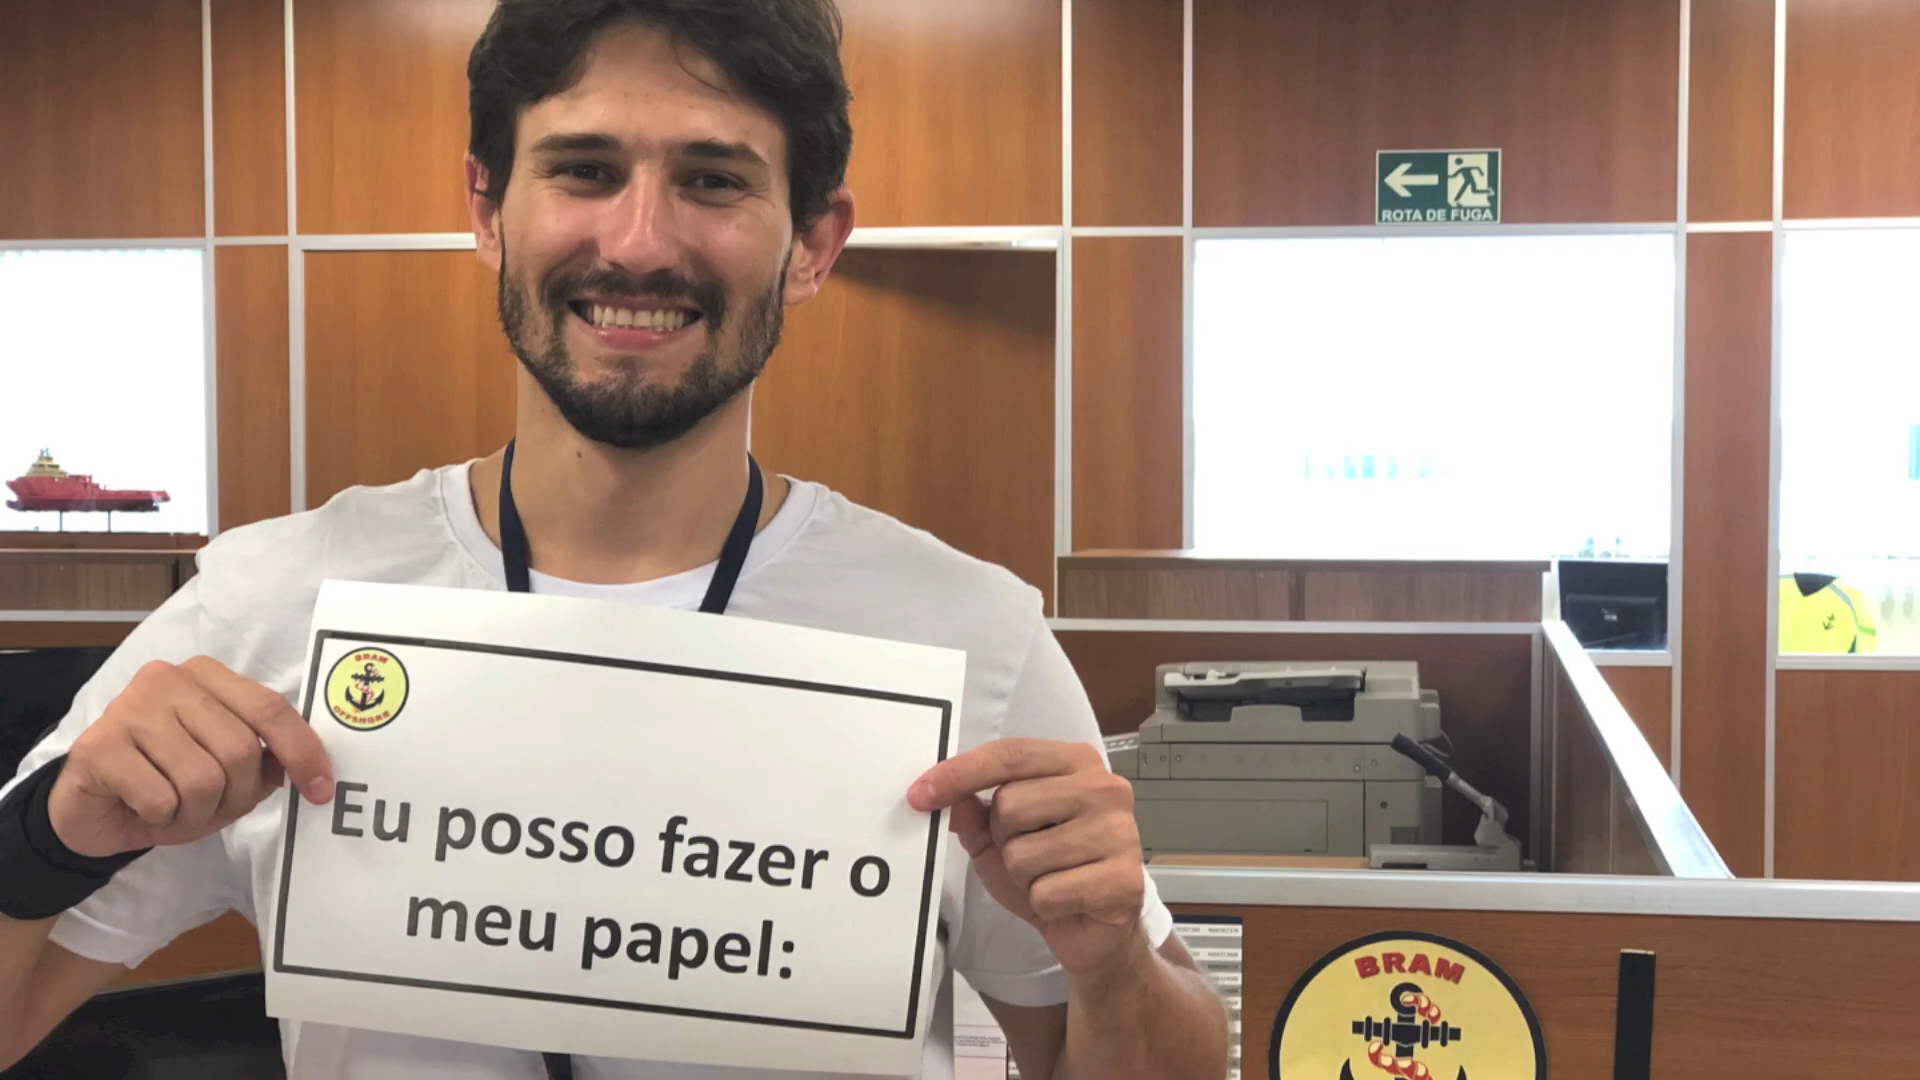 ROTA DE FUGA
BRAM
OFFSHORE
Eu posso fazer o
meu papel:
BRAM